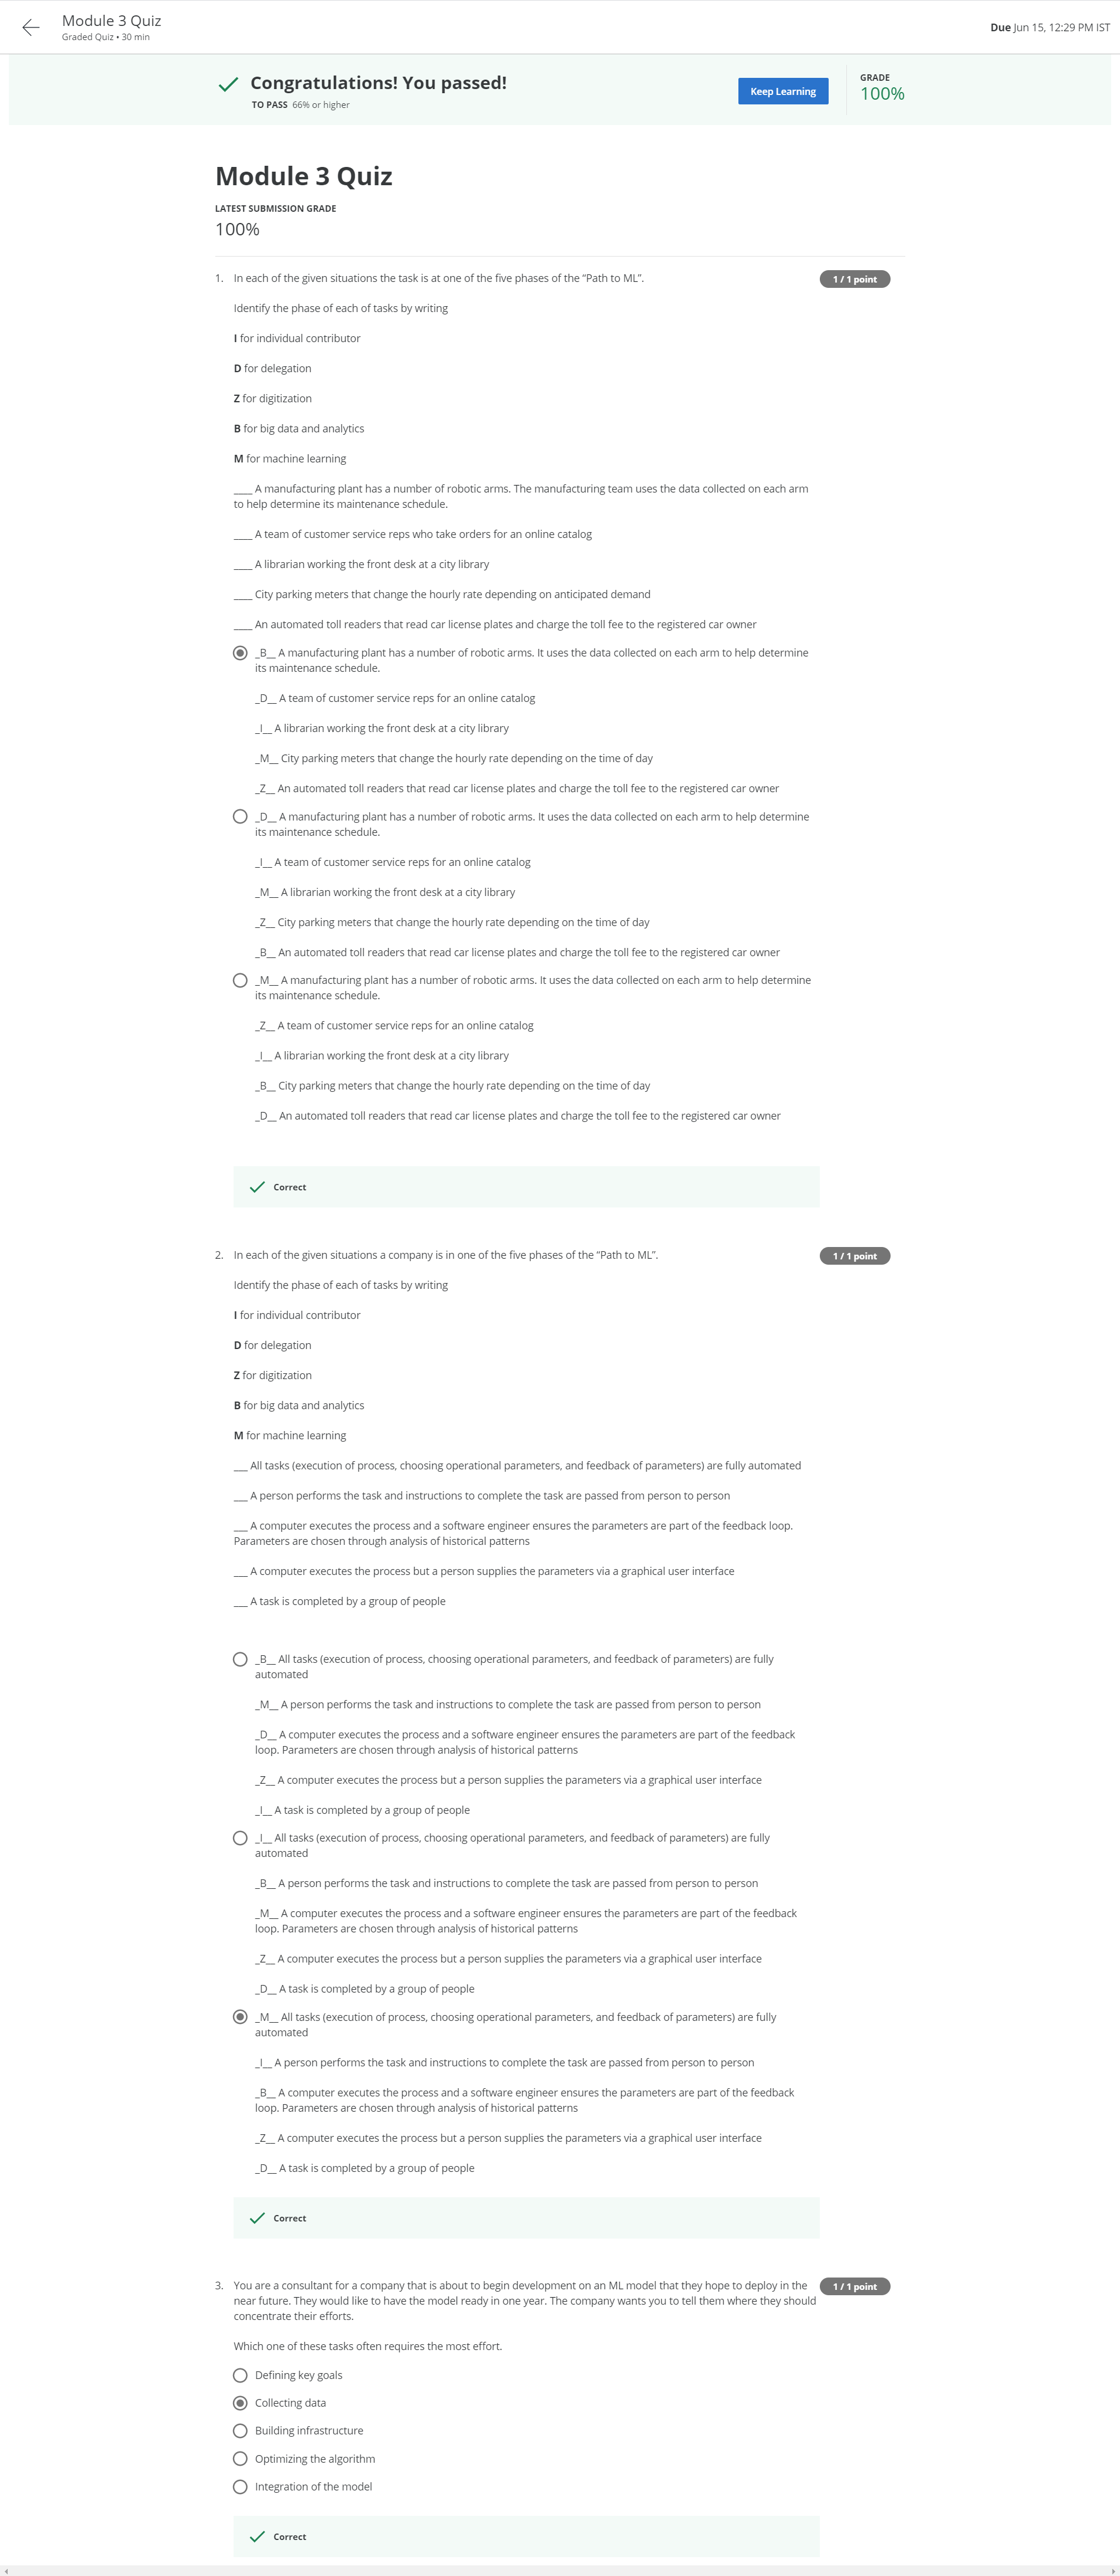 Module 3 Quiz
Graded Quiz • 30 min
Due Jun 15, 12:29 PM IST
Congratulations! You passed!
TO PASS 66% or higher
Keep Learning
GRADE
100%
Module 3 Quiz
LATEST SUBMISSION GRADE
100%
1. In each of the given situations the task is at one of the five phases of the “Path to ML”.
1 / 1 point
Identify the phase of each of tasks by writing
I for individual contributor
D for delegation
Z for digitization
B for big data and analytics
M for machine learning
____ A manufacturing plant has a number of robotic arms. The manufacturing team uses the data collected on each arm
to help determine its maintenance schedule.
____ A team of customer service reps who take orders for an online catalog
____ A librarian working the front desk at a city library
____ City parking meters that change the hourly rate depending on anticipated demand
____ An automated toll readers that read car license plates and charge the toll fee to the registered car owner
_B__ A manufacturing plant has a number of robotic arms. It uses the data collected on each arm to help determine
its maintenance schedule.
_D__ A team of customer service reps for an online catalog
_I__ A librarian working the front desk at a city library
_M__ City parking meters that change the hourly rate depending on the time of day
_Z__ An automated toll readers that read car license plates and charge the toll fee to the registered car owner
_D__ A manufacturing plant has a number of robotic arms. It uses the data collected on each arm to help determine
its maintenance schedule.
_I__ A team of customer service reps for an online catalog
_M__ A librarian working the front desk at a city library
_Z__ City parking meters that change the hourly rate depending on the time of day
_B__ An automated toll readers that read car license plates and charge the toll fee to the registered car owner
_M__ A manufacturing plant has a number of robotic arms. It uses the data collected on each arm to help determine
its maintenance schedule.
_Z__ A team of customer service reps for an online catalog
_I__ A librarian working the front desk at a city library
_B__ City parking meters that change the hourly rate depending on the time of day
_D__ An automated toll readers that read car license plates and charge the toll fee to the registered car owner
Correct
2. In each of the given situations a company is in one of the five phases of the “Path to ML”.
1 / 1 point
Identify the phase of each of tasks by writing
I for individual contributor
D for delegation
Z for digitization
B for big data and analytics
M for machine learning
___ All tasks (execution of process, choosing operational parameters, and feedback of parameters) are fully automated
___ A person performs the task and instructions to complete the task are passed from person to person
___ A computer executes the process and a software engineer ensures the parameters are part of the feedback loop.
Parameters are chosen through analysis of historical patterns
___ A computer executes the process but a person supplies the parameters via a graphical user interface
___ A task is completed by a group of people
_B__ All tasks (execution of process, choosing operational parameters, and feedback of parameters) are fully
automated
_M__ A person performs the task and instructions to complete the task are passed from person to person
_D__ A computer executes the process and a software engineer ensures the parameters are part of the feedback
loop. Parameters are chosen through analysis of historical patterns
_Z__ A computer executes the process but a person supplies the parameters via a graphical user interface
_I__ A task is completed by a group of people
_I__ All tasks (execution of process, choosing operational parameters, and feedback of parameters) are fully
automated
_B__ A person performs the task and instructions to complete the task are passed from person to person
_M__ A computer executes the process and a software engineer ensures the parameters are part of the feedback
loop. Parameters are chosen through analysis of historical patterns
_Z__ A computer executes the process but a person supplies the parameters via a graphical user interface
_D__ A task is completed by a group of people
_M__ All tasks (execution of process, choosing operational parameters, and feedback of parameters) are fully
automated
_I__ A person performs the task and instructions to complete the task are passed from person to person
_B__ A computer executes the process and a software engineer ensures the parameters are part of the feedback
loop. Parameters are chosen through analysis of historical patterns
_Z__ A computer executes the process but a person supplies the parameters via a graphical user interface
_D__ A task is completed by a group of people
Correct
3. You are a consultant for a company that is about to begin development on an ML model that they hope to deploy in the
1 / 1 point
near future. They would like to have the model ready in one year. The company wants you to tell them where they should
concentrate their efforts.
Which one of these tasks often requires the most effort.
Defining key goals
Collecting data
Building infrastructure
Optimizing the algorithm
Integration of the model
Correct